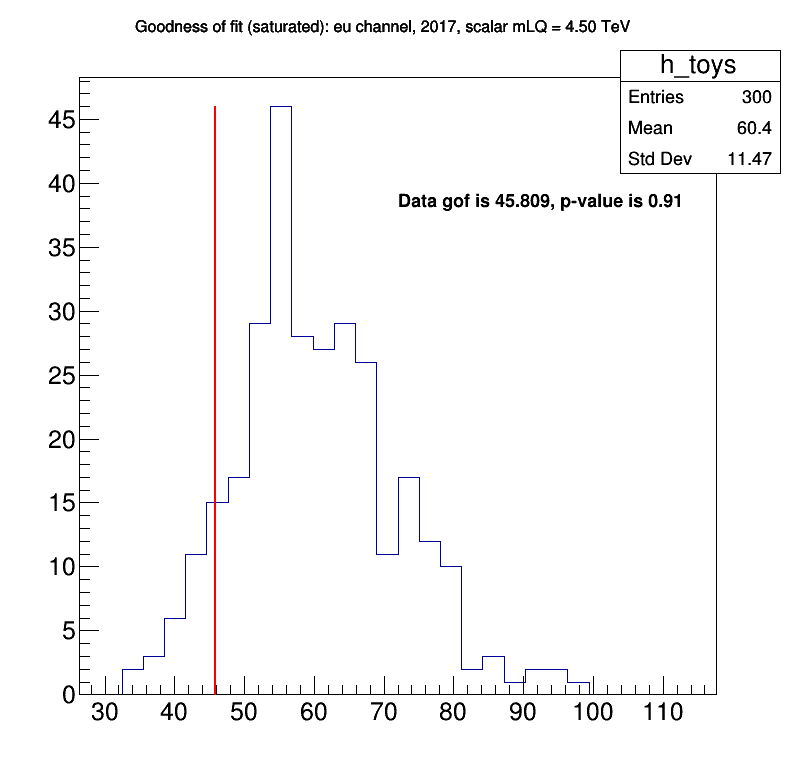 Goodness of fit (saturated): eu channel, 2017, scalar mLQ = 4.50 TeV
h_toys
Entries 300
Mean 60.4
Std Dev 11.47
Data gof is 45.809, p-value is 0.91
45
40
35
30
25
20
15
10
5
0
30 40 50 60 70 80 90 100 110